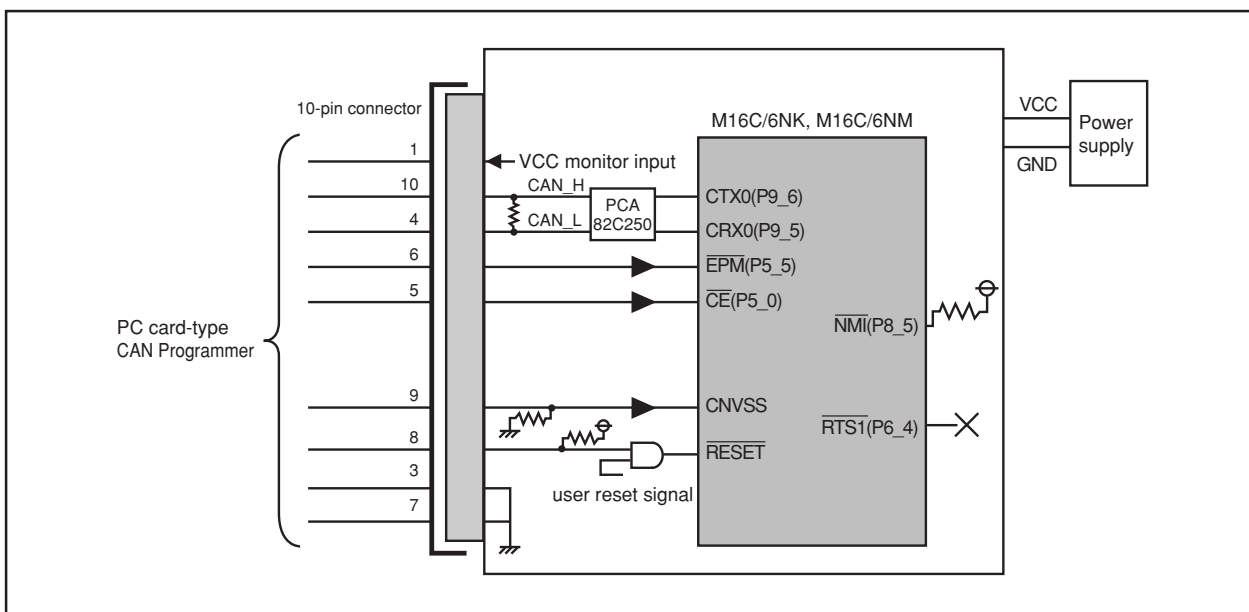 10-pin connector
M16C/6NK, M16C/6NM
VCC
Power
supply
GND
1
VCC monitor input
10
CAN_H
PCA
82C250
CTX0(P9_6)
4
CAN_L
CRX0(P9_5)
6
EPM(P5_5)
5
CE(P5_0)
NMI(P8_5)
PC card-type
CAN Programmer
9
CNVSS
RTS1(P6_4)
8
RESET
3
user reset signal
7